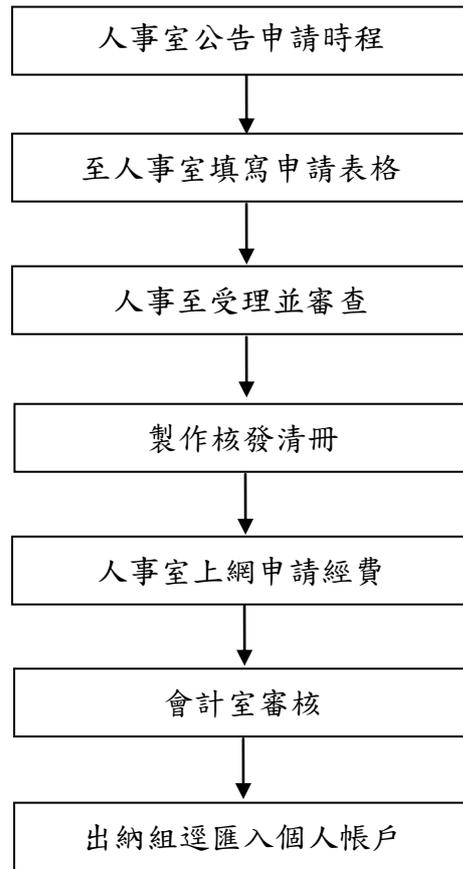 人事室公告申請時程
至人事室填寫申請表格
人事至受理並審查
製作核發清冊
人事室上網申請經費
會計室審核
出納組逕匯入個人帳戶